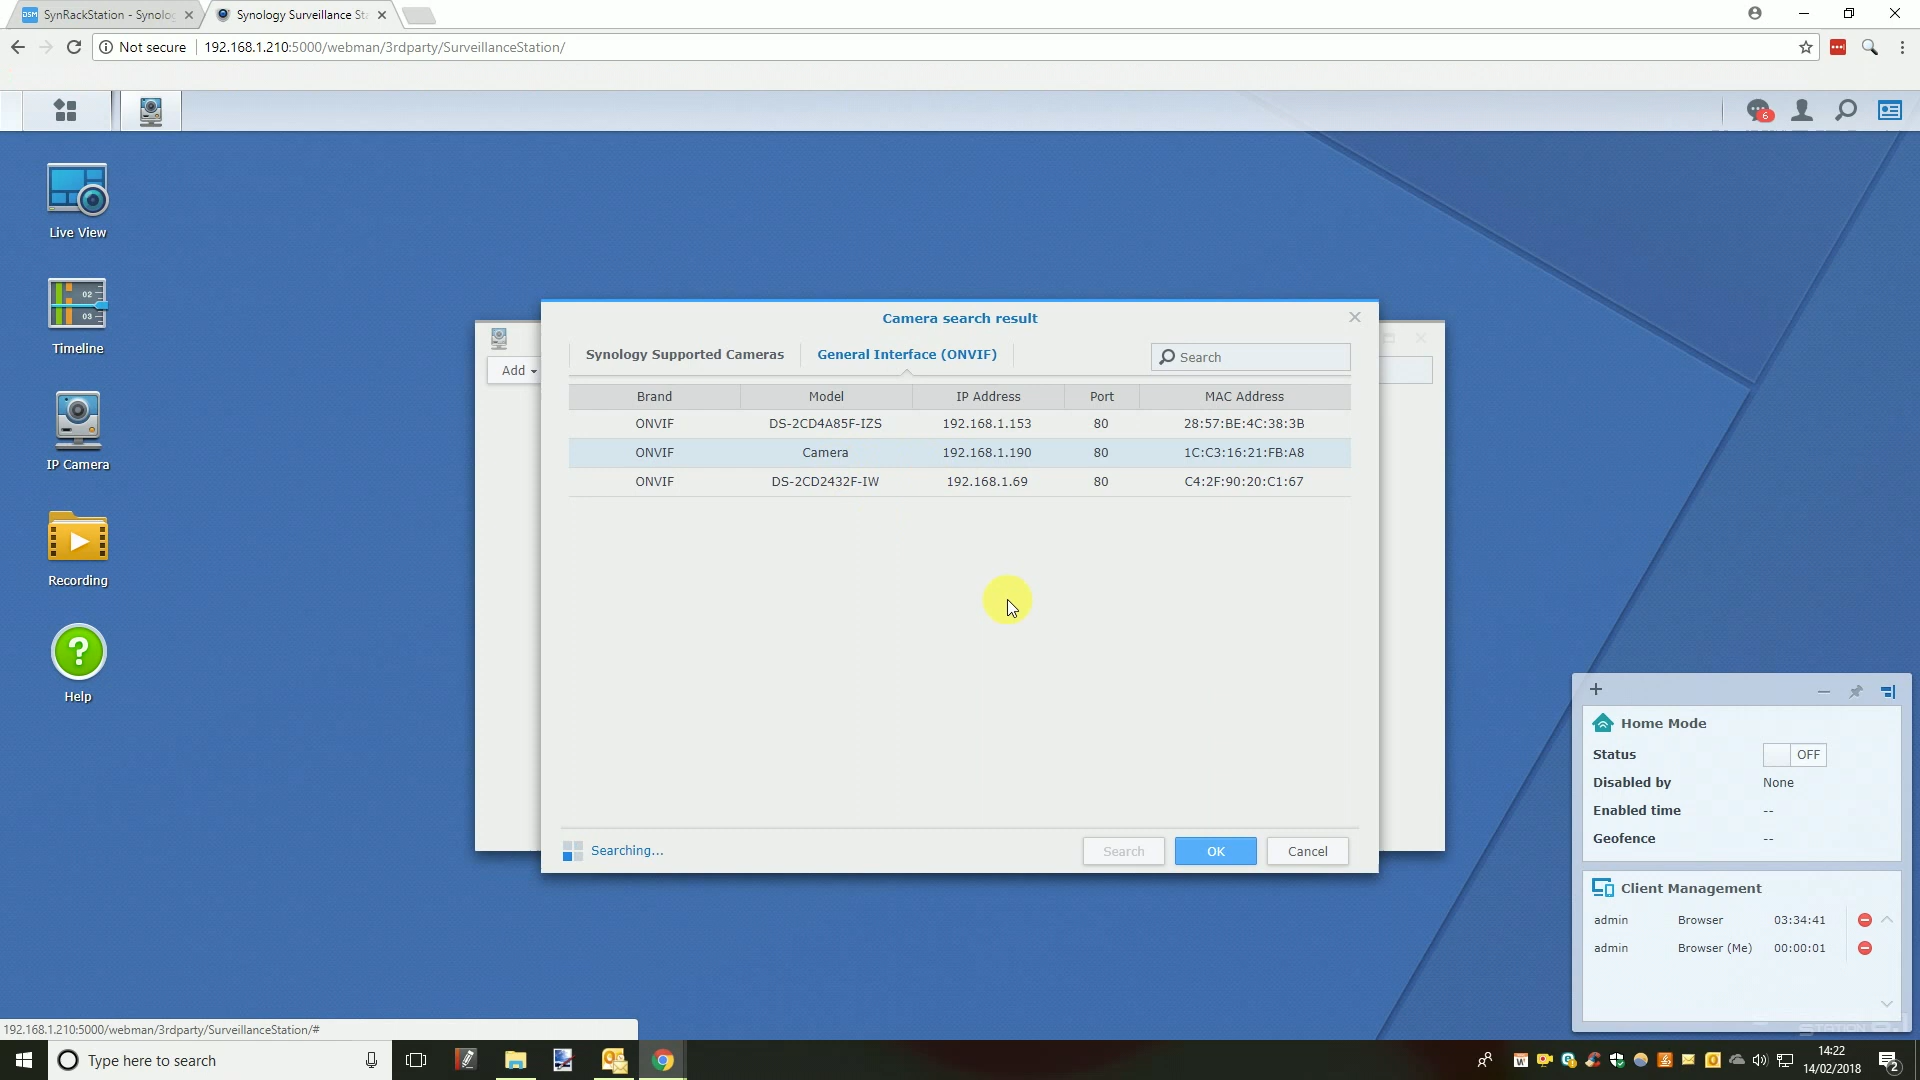 SynRackStation - Synolog
Synology Surveillance Sta
Not secure
192.168.1.210:5000/webman/3rdparty/SurveillanceStation/
6
Live View
02
03
Timeline
IP Camera
Recording
?
Help
Add
Camera search result
Synology Supported Cameras
General Interface (ONVIF)
Search
Brand Model IP Address Port MAC Address
ONVIF DS-2CD4A85F-IZS 192.168.1.153 80 28:57:BE:4C:38:3B
ONVIF Camera 192.168.1.190 80 1C:C3:16:21:FB:A8
ONVIF DS-2CD2432F-IW 192.168.1.69 80 C4:2F:90:20:C1:67
Searching...
Search
OK
Cancel
Home Mode
Status OFF
Disabled by None
Enabled time --
Geofence --
Client Management
admin Browser 03:34:41
admin Browser (Me) 00:00:01
192.168.1.210:5000/webman/3rdparty/SurveillanceStation/#
Type here to search
14:22
14/02/2018
2